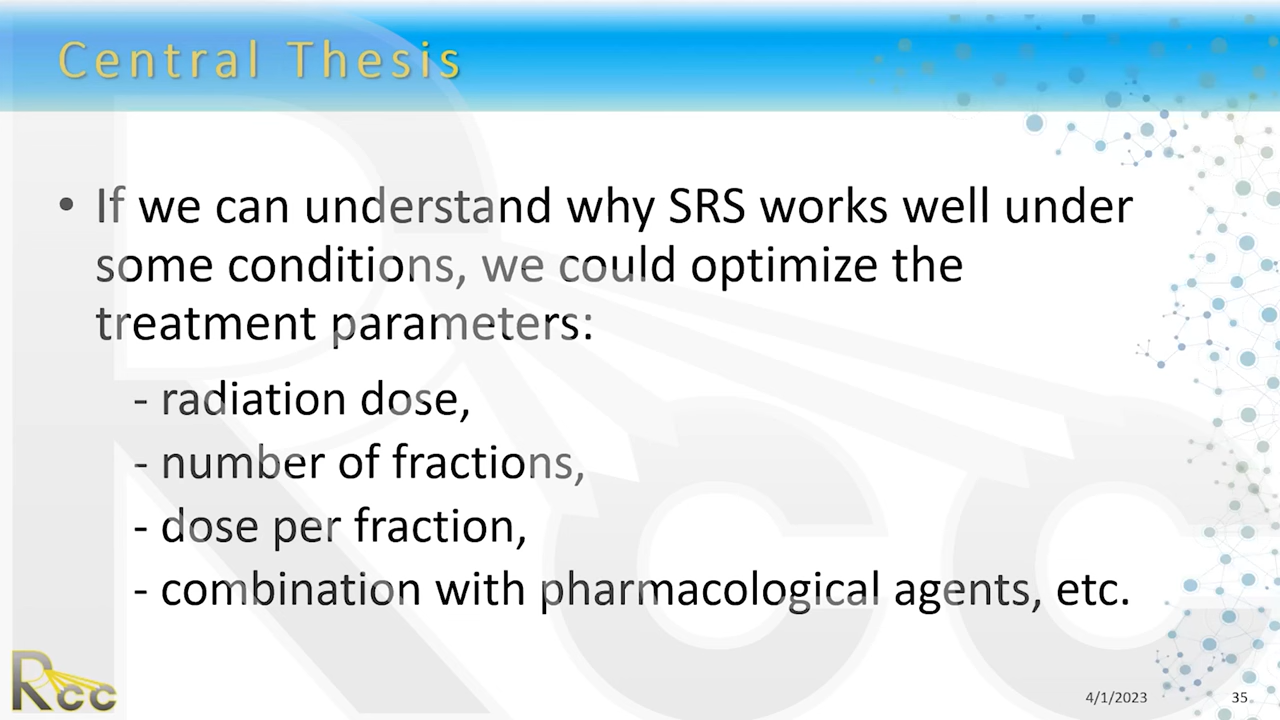 Central Thesis
• If we can understand why SRS works well under
some conditions, we could optimize the
treatment parameters:
- radiation dose,
- number of fractions,
- dose per fraction,
- combination with pharmacological agents, etc.
Rcc
4/1/2023
35